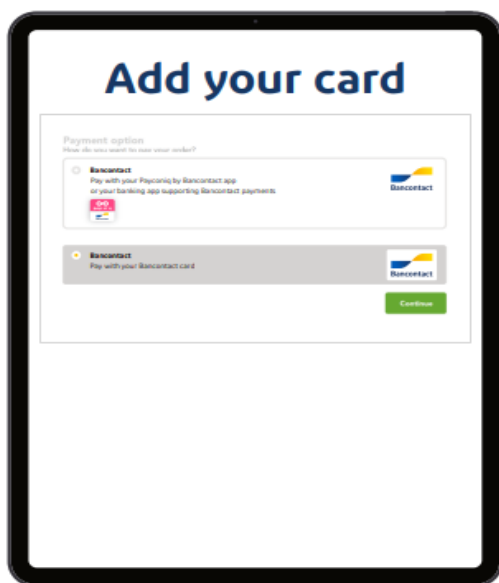 Add your card
Payment option
How do you want to pay your order?
Bancontact
Pay with your Payconiq by Bancontact app
or your banking app supporting Bancontact payments
Bancontact
Bancontact
Pay with your Bancontact card
Bancontact
Continue